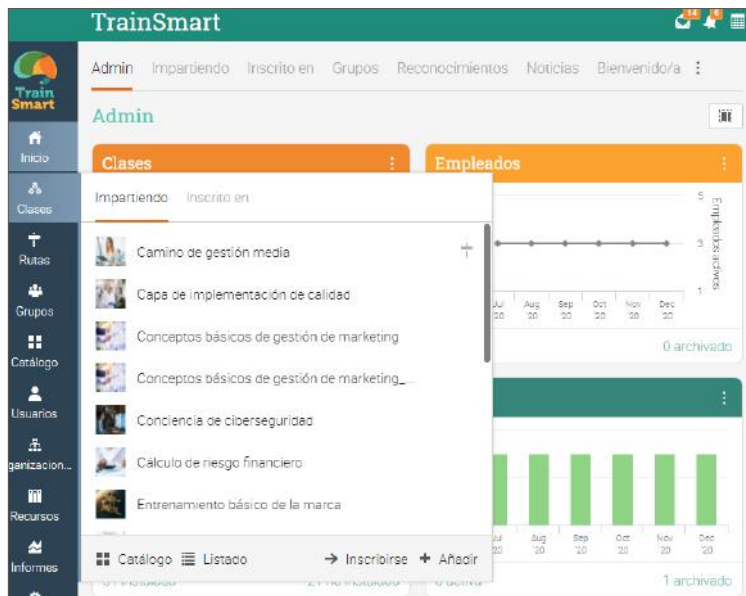 TrainSmart
14
6
Train
Smart
Admin
Impartiendo
Inscrito en
Grupos
Reconocimientos
Noticias
Bienvenido/a
Admin
Inicio
Clases
Rutas
Grupos
Catálogo
Usuarios
ganizacion...
Recursos
Informes
Clases
Impartiendo
Inscrito en
Camino de gestión media
Capa de implementación de calidad
Conceptos básicos de gestión de marketing
Conceptos básicos de gestión de marketing_...
Conciencia de ciberseguridad
Cálculo de riesgo financiero
Entrenamiento básico de la marca
Catálogo
Listado
Inscribirse
Añadir
Empleados
5
3
1
Empleados activos
Jul '20
Aug '20
Sep '20
Oct '20
Nov '20
Dec '20
0 archivado
Jul '20
Aug '20
Sep '20
Oct '20
Nov '20
Dec '20
1 archivado